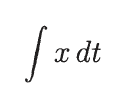 ∫ x dt